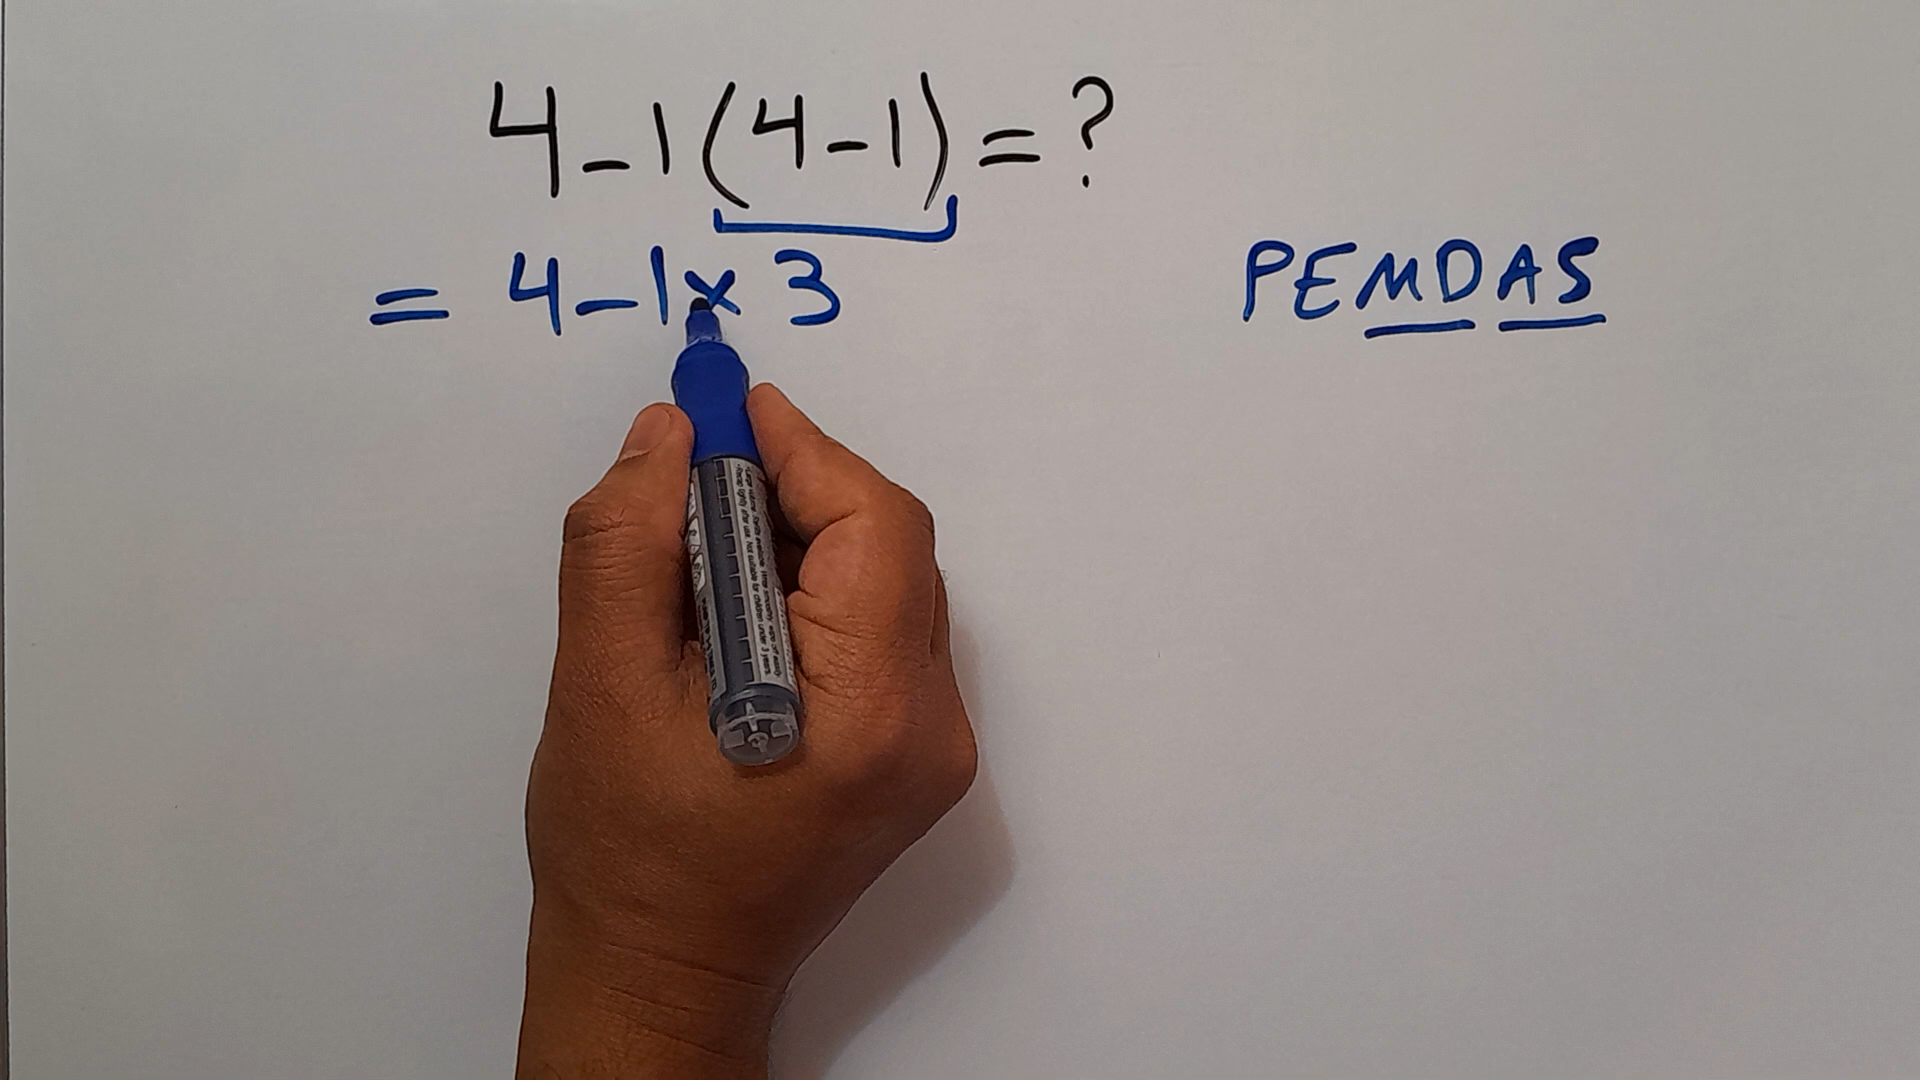 4-1(4-1)=?
= 4-1× 3
PEMDAS